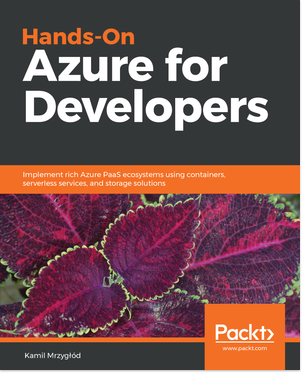 Hands-On
Azure for
Developers
Implement rich Azure PaaS ecosystems using containers,
serverless services, and storage solutions
Packt>
www.packt.com
Kamil Mrzygłód